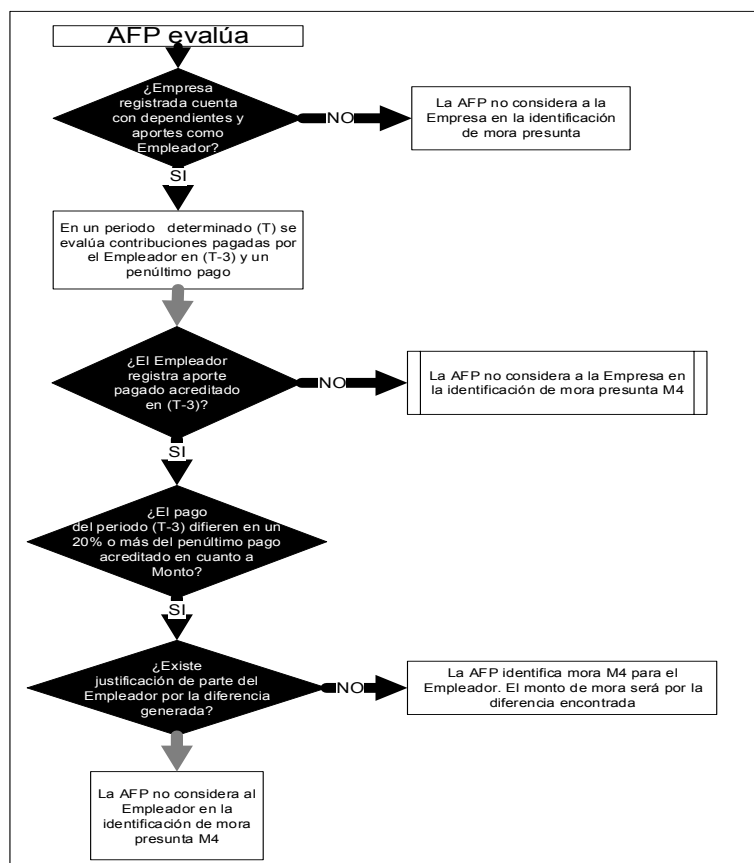 AFP evalúa
¿Empresa
registrada cuenta
con dependientes y
aportes como
Empleador?
NO
La AFP no considera a la
Empresa en la identificación
de mora presunta
SI
En un periodo determinado (T) se
evalúa contribuciones pagadas por
el Empleador en (T-3) y un
penúltimo pago
¿El Empleador
registra aporte
pagado acreditado
en (T-3)?
NO
La AFP no considera a la Empresa en
la identificación de mora presunta M4
SI
¿El pago
del periodo (T-3) difieren en un
20% o más del penúltimo pago
acreditado en cuanto a
Monto?
SI
¿Existe
justificación de parte del
Empleador por la diferencia
generada?
NO
La AFP identifica mora M4 para el
Empleador. El monto de mora será por la
diferencia encontrada
La AFP no considera al
Empleador en la
identificación de mora
presunta M4